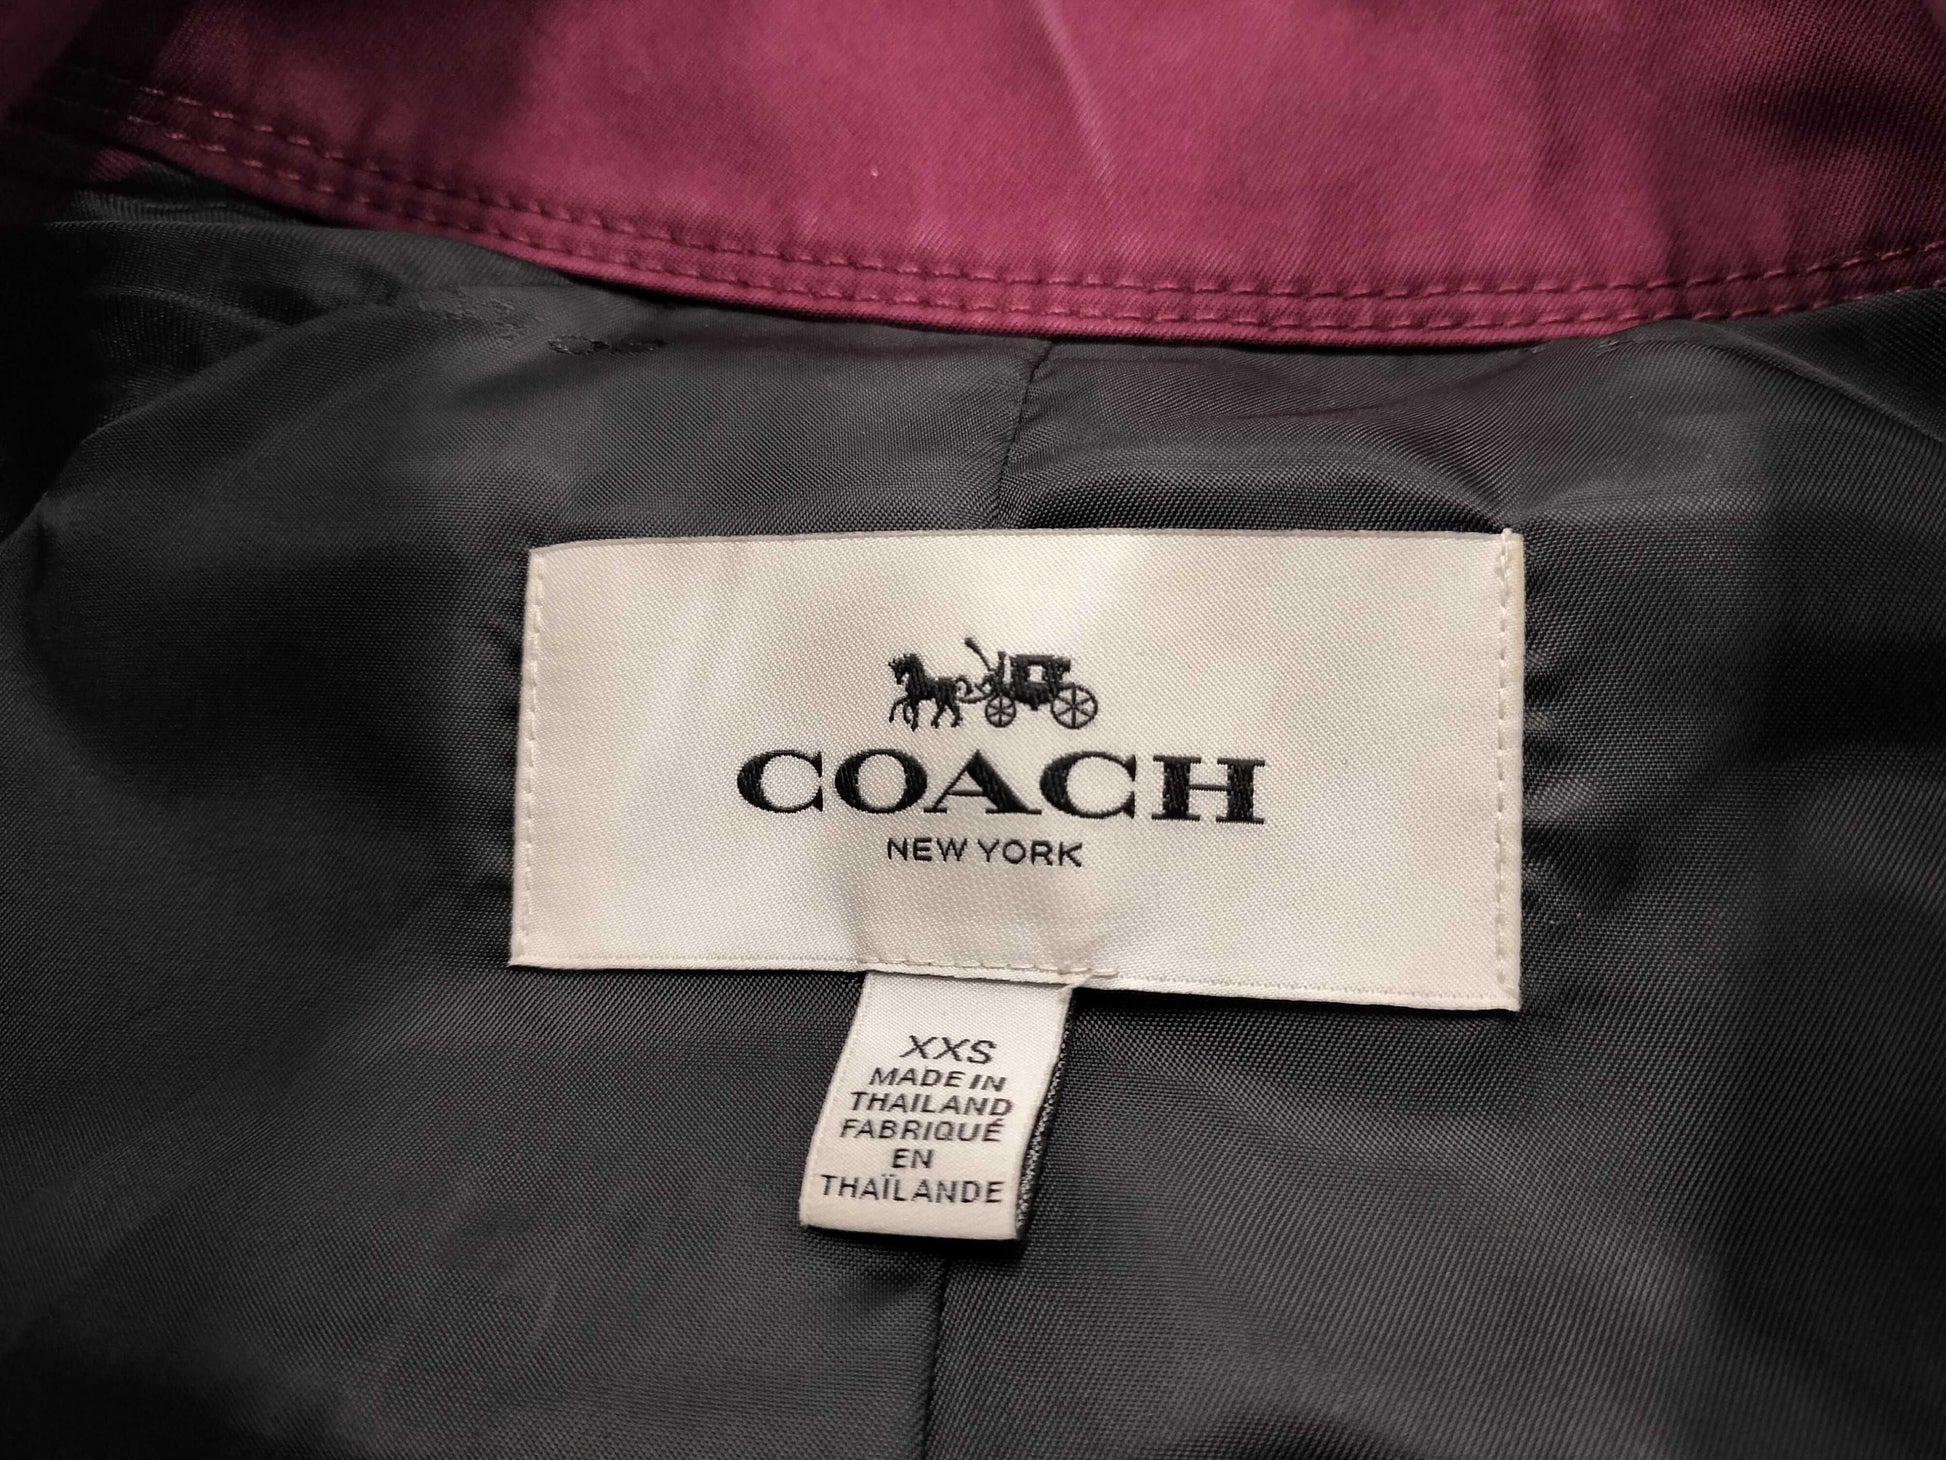 COACH
NEW YORK
XXS
MADE IN
THAILAND
FABRIQUÉ
EN
THAÏLANDE